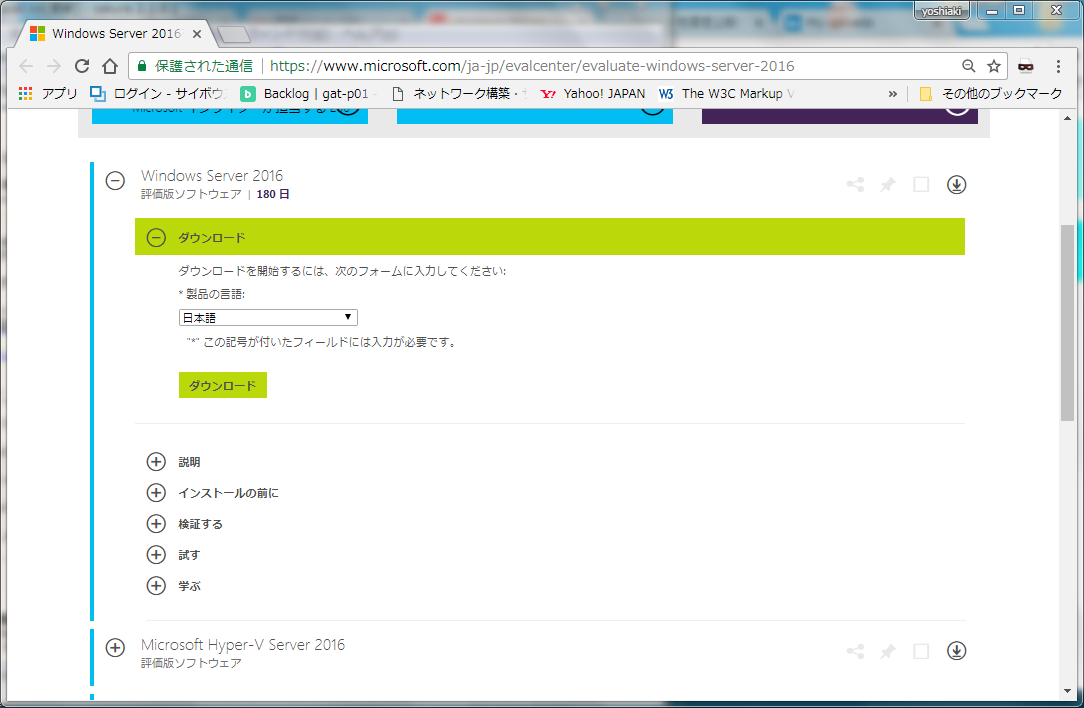 yoshiaki
Windows Server 2016
保護された通信 | https://www.microsoft.com/ja-jp/evalcenter/evaluate-windows-server-2016
アプリ ログイン - サイボウ Backlog | gat-p01 ネットワーク構築・ Yahoo! JAPAN The W3C Markup V » その他のブックマーク
Windows Server 2016
評価版ソフトウェア | 180 日
ダウンロード
ダウンロードを開始するには、次のフォームに入力してください:
* 製品の言語:
日本語
"*" この記号が付いたフィールドには入力が必要です。
ダウンロード
説明
インストールの前に
検証する
試す
学ぶ
Microsoft Hyper-V Server 2016
評価版ソフトウェア